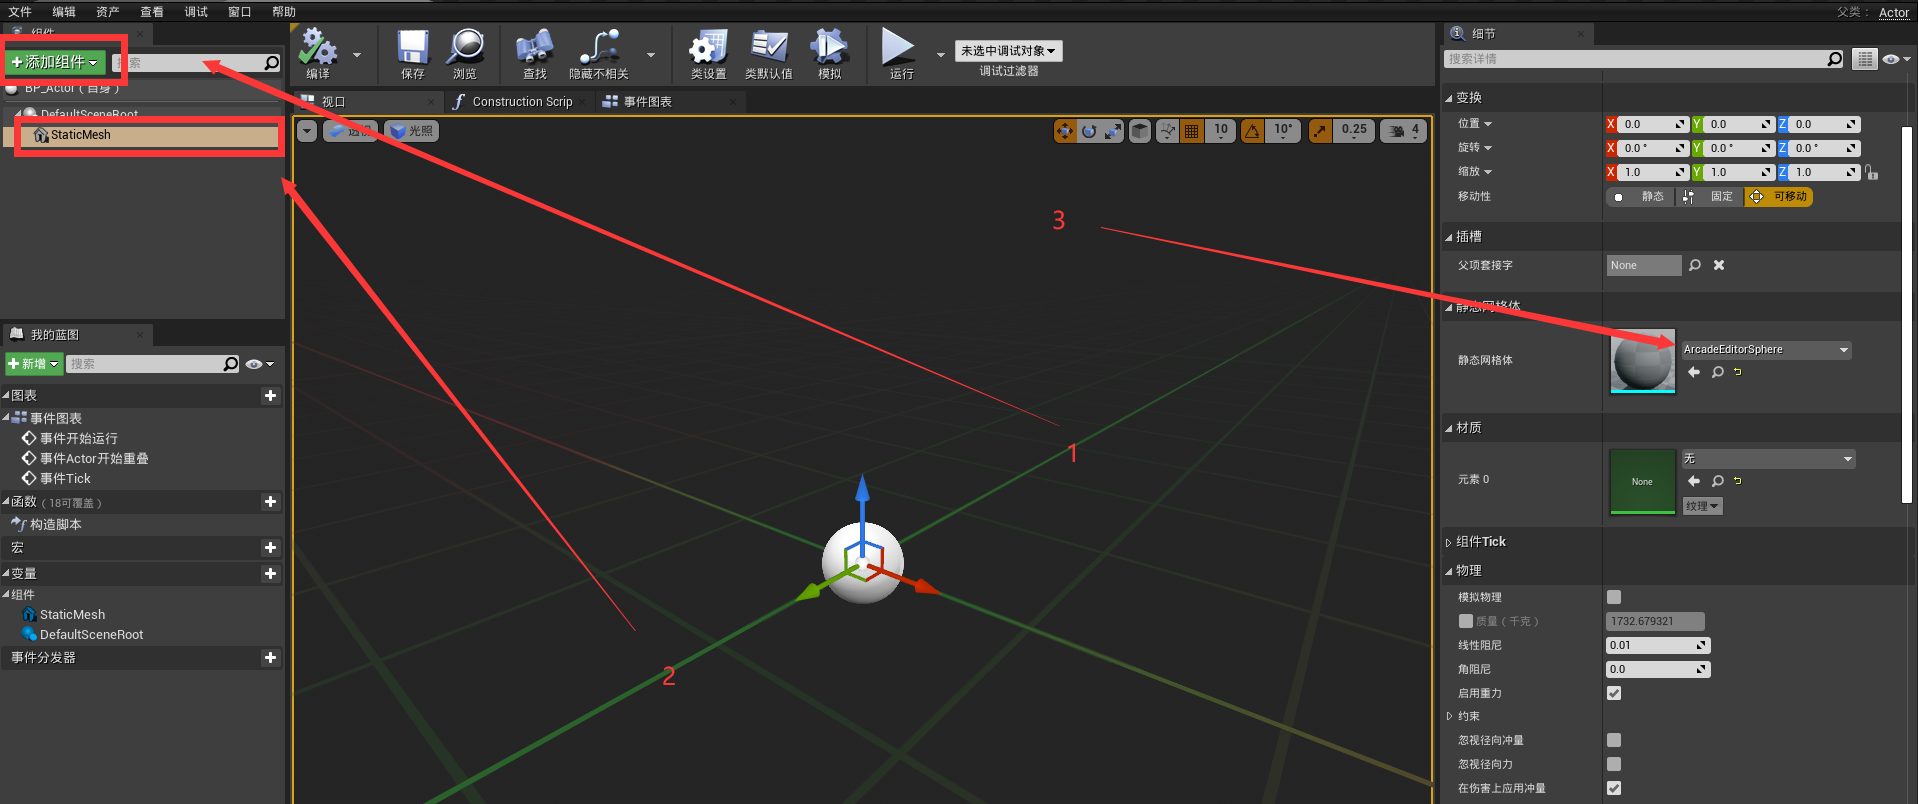 文件 编辑 资产 查看 调试 窗口 帮助
父类： Actor
组件
添加组件
搜索
BP_Actor（自身）
DefaultSceneRoot
StaticMesh
编译
保存
浏览
查找
隐藏不相关
类设置
类默认值
模拟
运行
未选中调试对象
调试过滤器
视口
Construction Scrip
事件图表
透视
光照
10
10°
0.25
4
3
1
2
我的蓝图
新增
搜索
图表
事件图表
事件开始运行
事件Actor开始重叠
事件Tick
函数（18可覆盖）
构造脚本
宏
变量
组件
StaticMesh
DefaultSceneRoot
事件分发器
细节
搜索详情
变换
位置 X 0.0 Y 0.0 Z 0.0
旋转 X 0.0 ° Y 0.0 ° Z 0.0 °
缩放 X 1.0 Y 1.0 Z 1.0
移动性 静态 固定 可移动
插槽
父项套接字 None
静态网格体
静态网格体 ArcadeEditorSphere
材质
元素 0 None 无
纹理
组件Tick
物理
模拟物理
质量（千克） 1732.679321
线性阻尼 0.01
角阻尼 0.0
启用重力
约束
忽视径向冲量
忽视径向力
在伤害上应用冲量